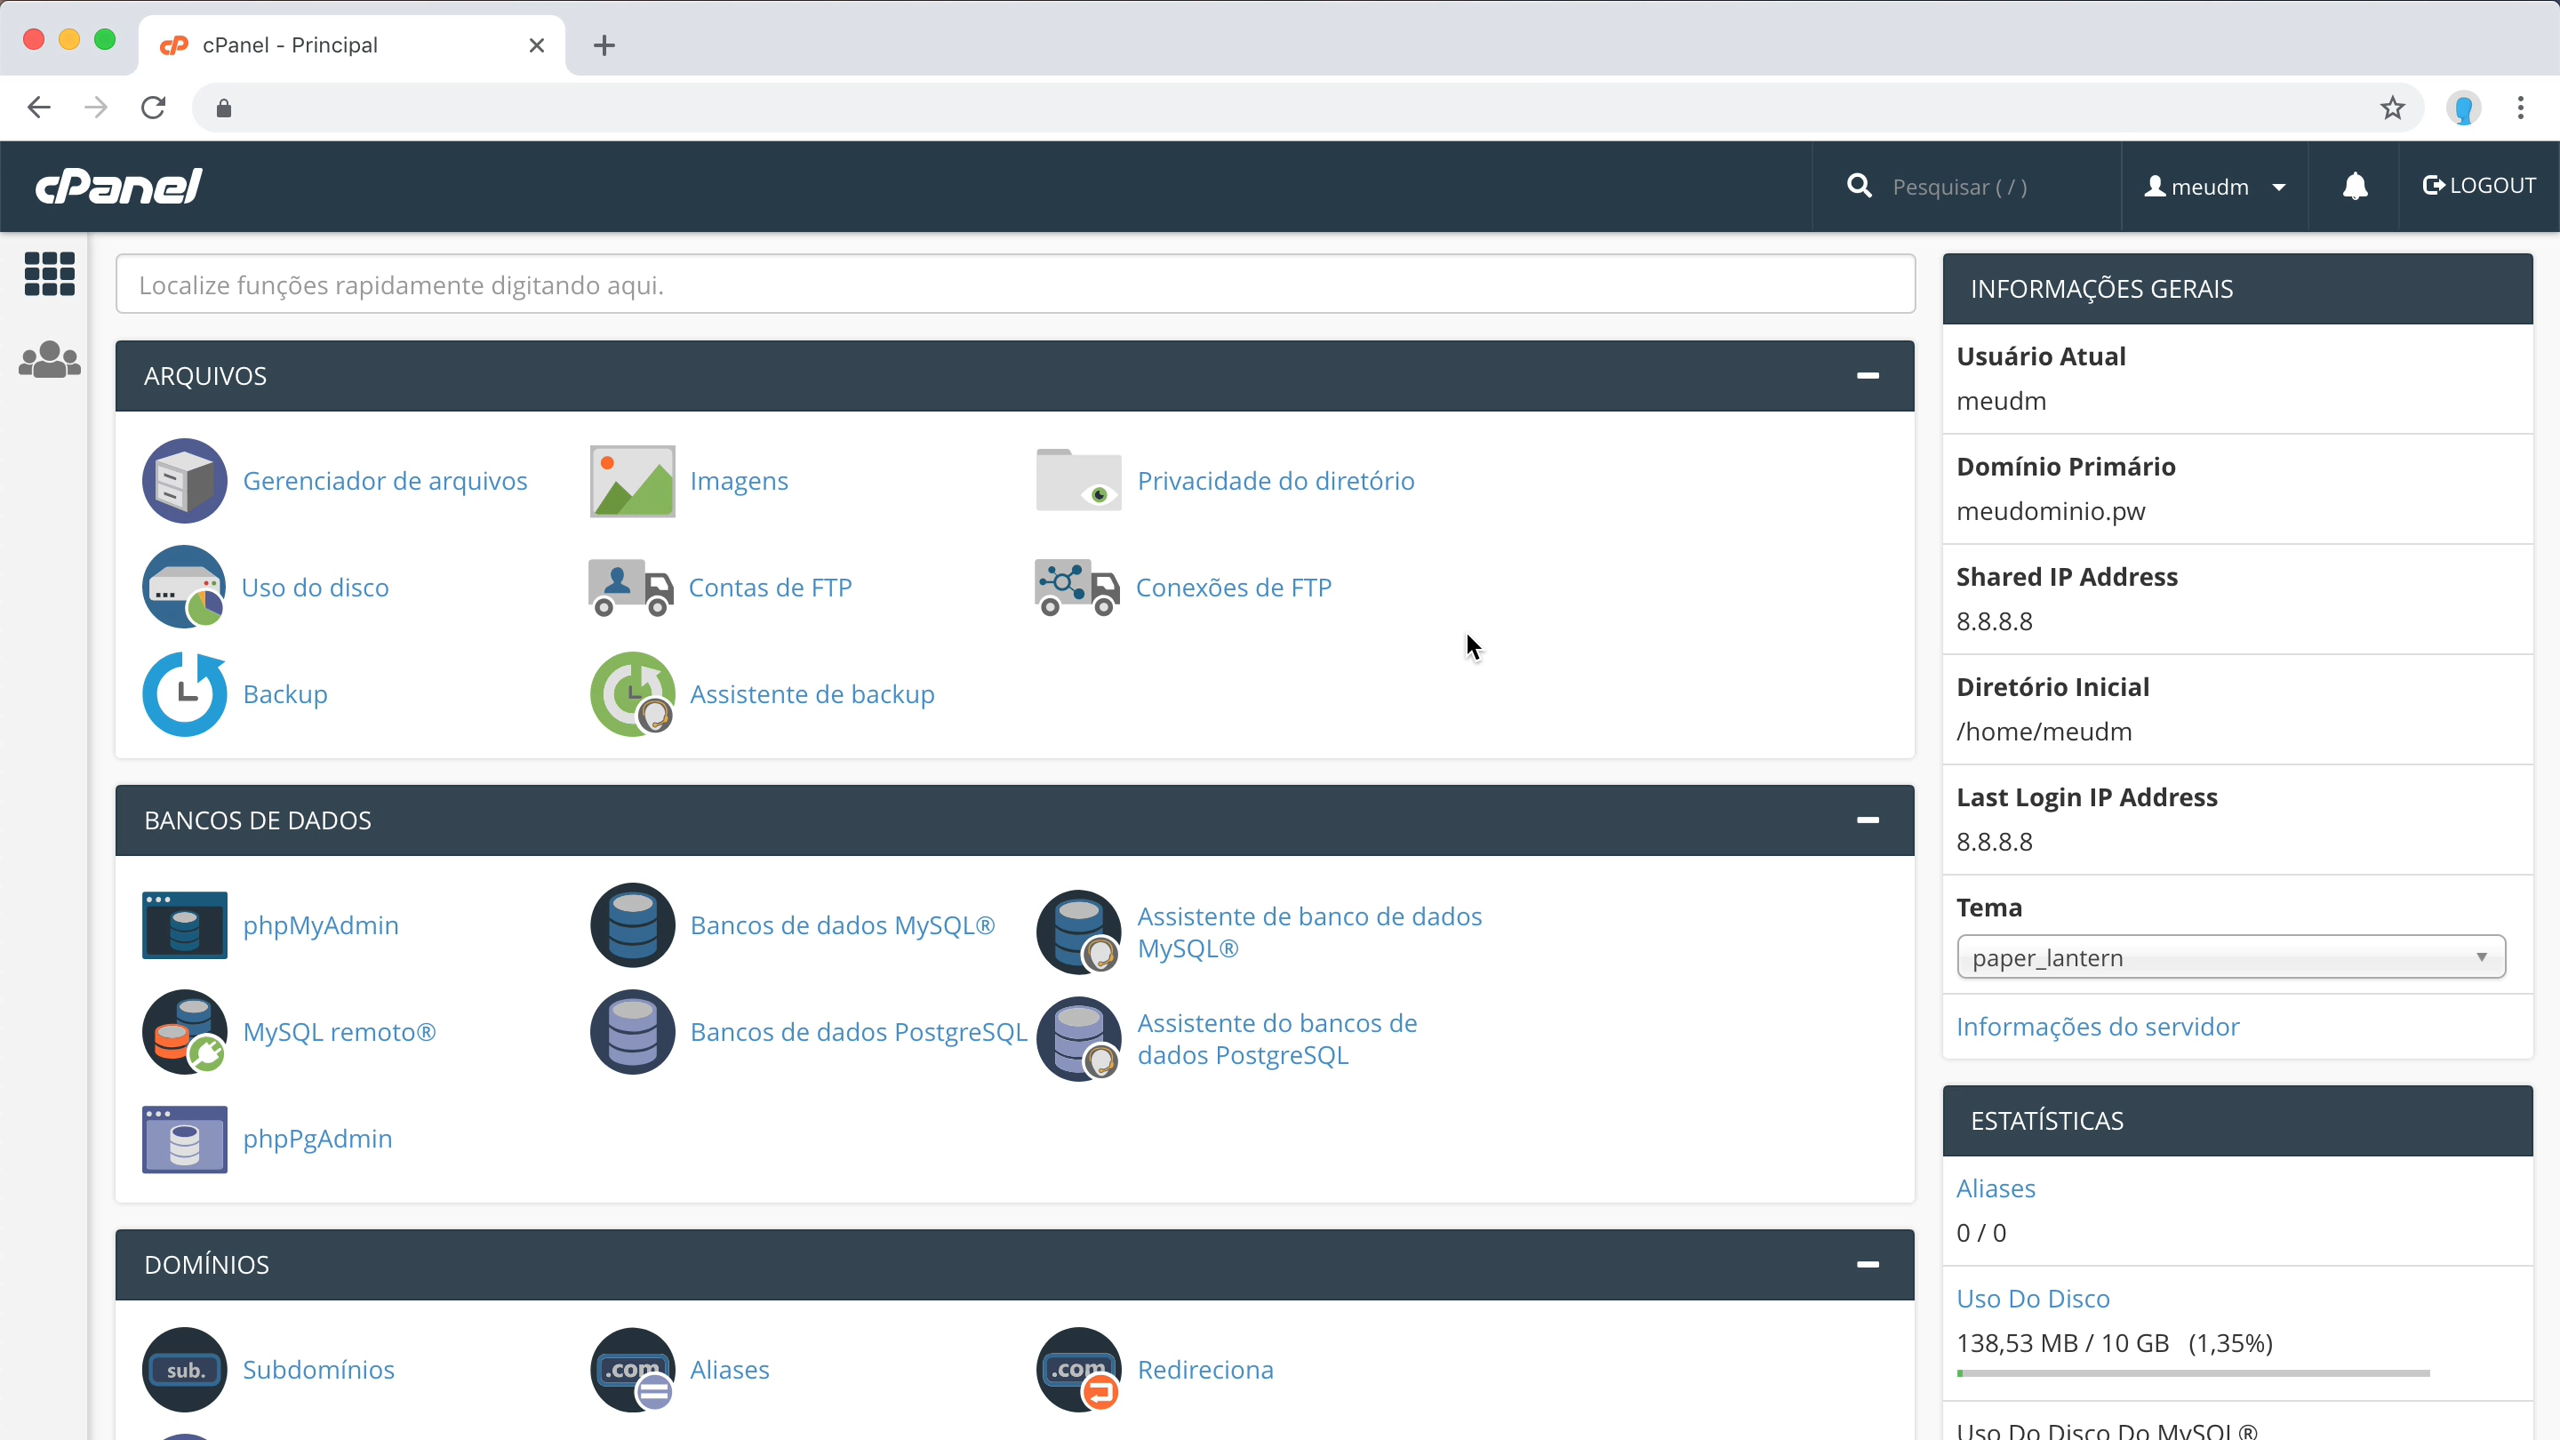 cPanel - Principal
cPanel
Pesquisar ( / )
meudm
LOGOUT
Localize funções rapidamente digitando aqui.
ARQUIVOS
Gerenciador de arquivos
Imagens
Privacidade do diretório
Uso do disco
Contas de FTP
Conexões de FTP
Backup
Assistente de backup
BANCOS DE DADOS
phpMyAdmin
Bancos de dados MySQL®
Assistente de banco de dados
MySQL®
MySQL remoto®
Bancos de dados PostgreSQL
Assistente do bancos de
dados PostgreSQL
phpPgAdmin
DOMÍNIOS
sub.
Subdomínios
.com
Aliases
.com
Redireciona
INFORMAÇÕES GERAIS
Usuário Atual
meudm
Domínio Primário
meudominio.pw
Shared IP Address
8.8.8.8
Diretório Inicial
/home/meudm
Last Login IP Address
8.8.8.8
Tema
paper_lantern
Informações do servidor
ESTATÍSTICAS
Aliases
0 / 0
Uso Do Disco
138,53 MB / 10 GB (1,35%)
Uso Do Disco Do MySQL®